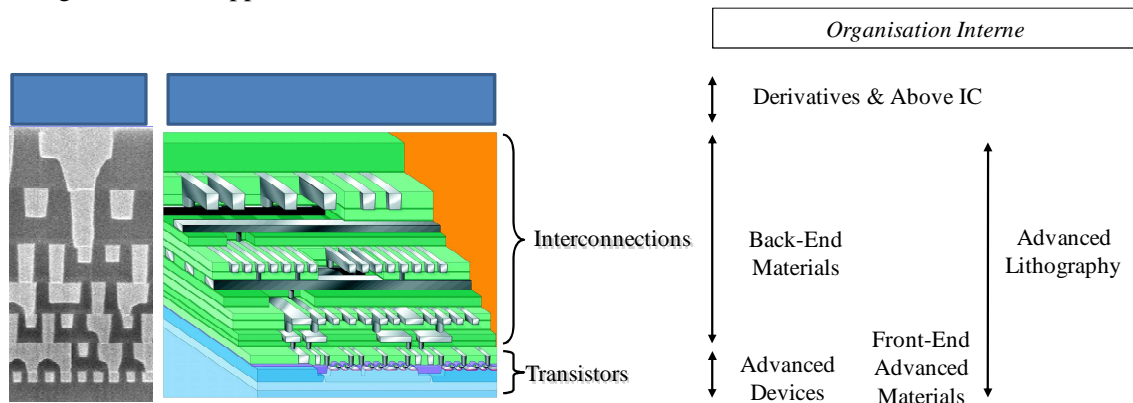 Organisation Interne
Derivatives & Above IC
Interconnections
Back-End
Materials
Advanced
Lithography
Transistors
Advanced
Devices
Front-End
Advanced
Materials